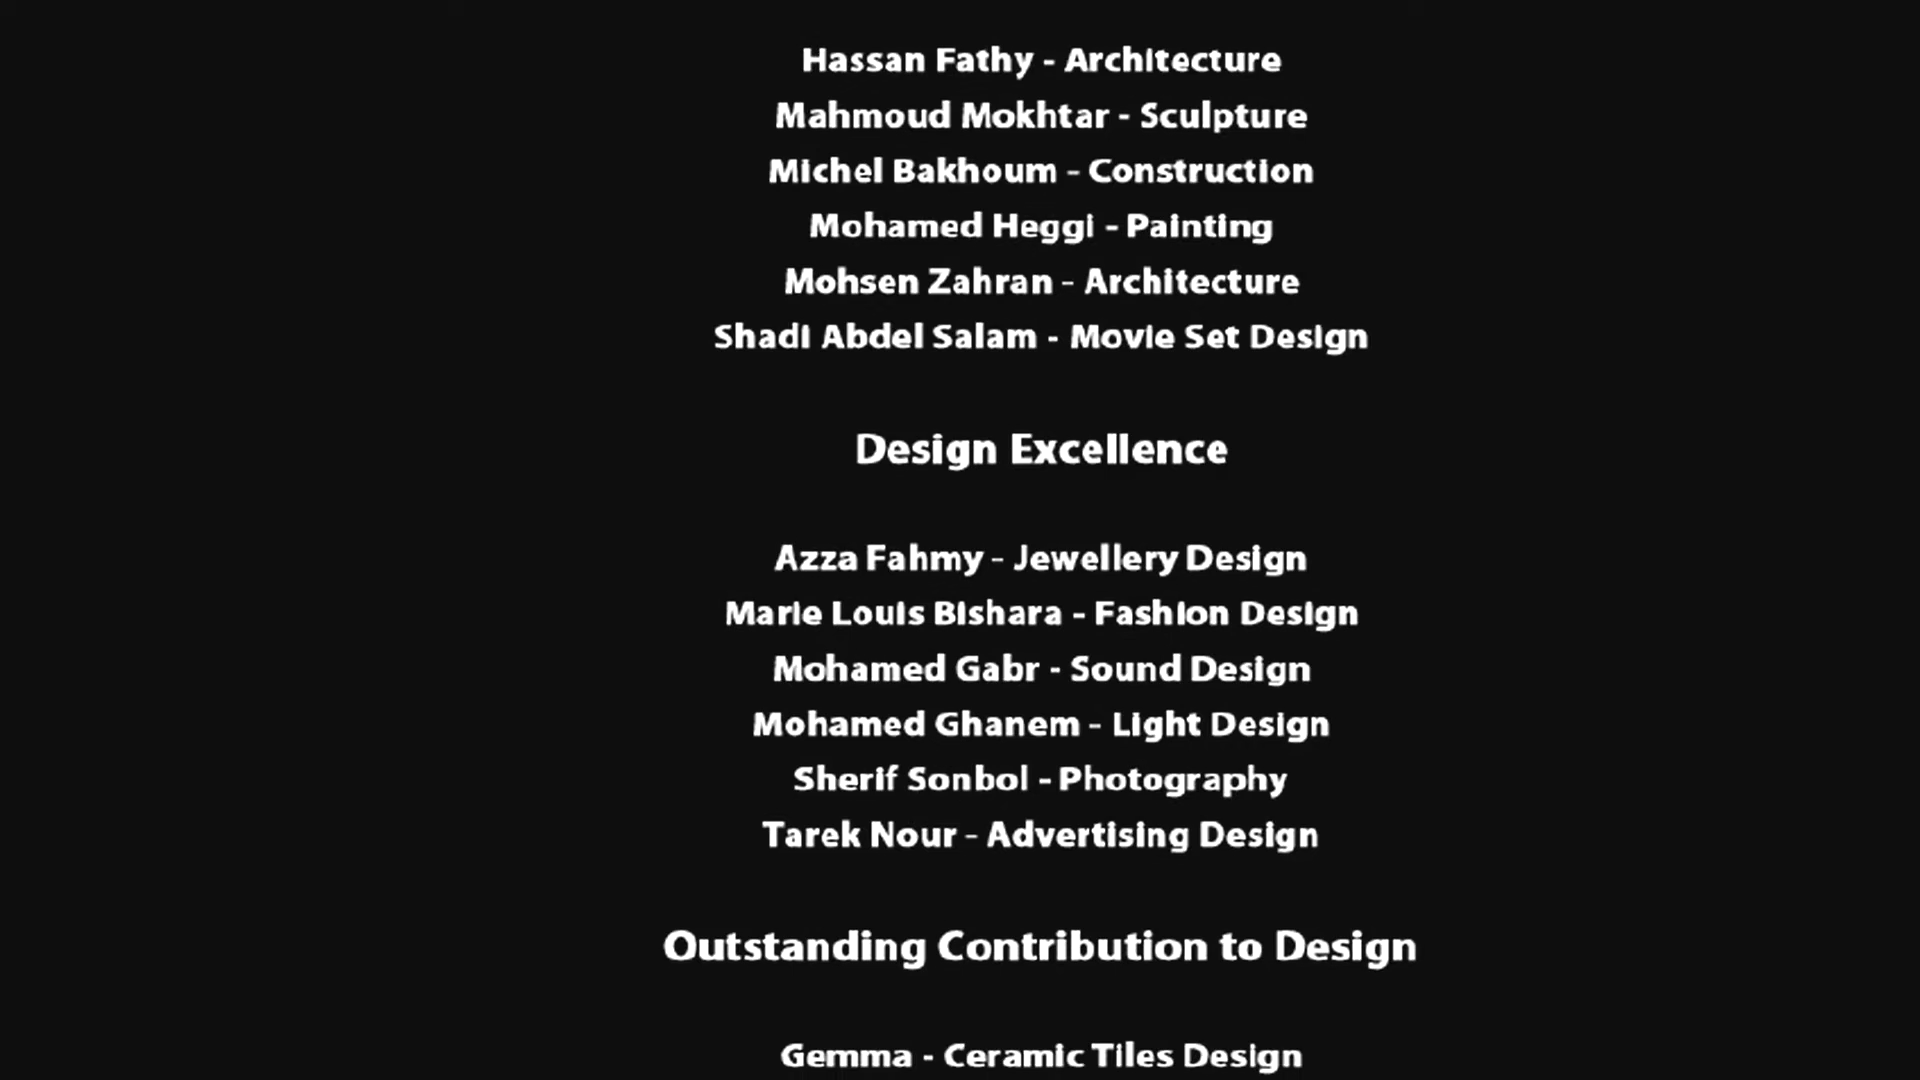 Hassan Fathy - Architecture
Mahmoud Mokhtar - Sculpture
Michel Bakhoum - Construction
Mohamed Heggi - Painting
Mohsen Zahran - Architecture
Shadi Abdel Salam - Movie Set Design
Design Excellence
Azza Fahmy - Jewellery Design
Marie Louis Bishara - Fashion Design
Mohamed Gabr - Sound Design
Mohamed Ghanem - Light Design
Sherif Sonbol - Photography
Tarek Nour - Advertising Design
Outstanding Contribution to Design
Gemma - Ceramic Tiles Design